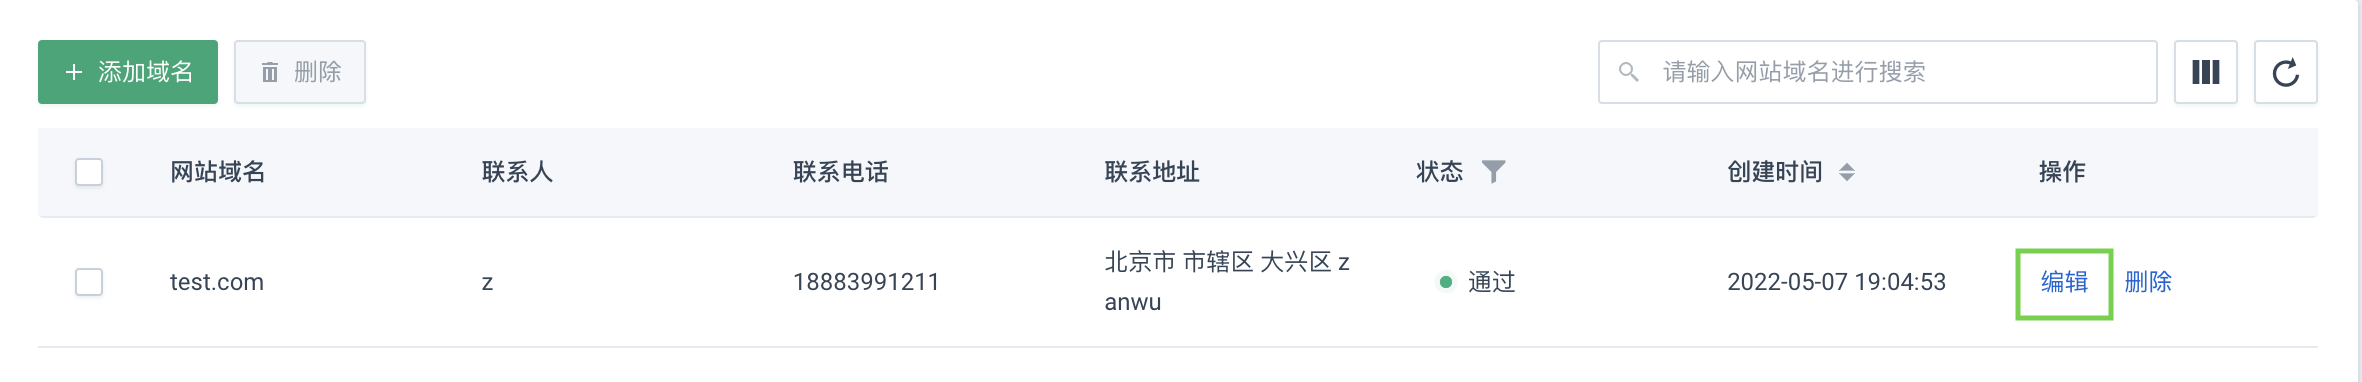 添加域名 删除 请输入网站域名进行搜索
网站域名 联系人 联系电话 联系地址 状态 创建时间 操作
test.com z 18883991211 北京市 市辖区 大兴区 z
anwu 通过 2022-05-07 19:04:53 编辑 删除